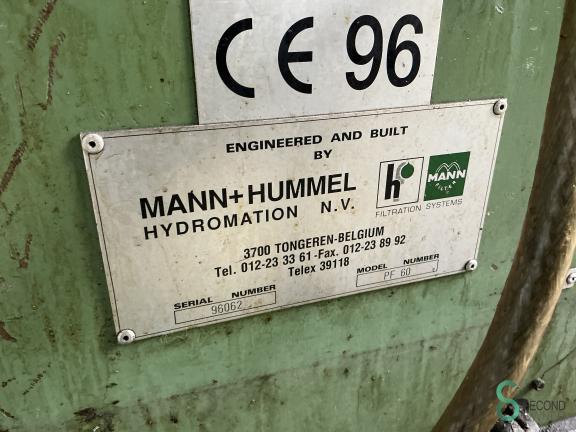 CE 96
ENGINEERED AND BUILT
BY
MANN+HUMMEL
HYDROMATION N.V.
h
MANN
FILTER
FILTRATION SYSTEMS
3700 TONGEREN-BELGIUM
Tel. 012-23 33 61-Fax. 012-23 89 92
Telex 39118
SERIAL NUMBER
96062
MODEL NUMBER
PF 60
SECOND